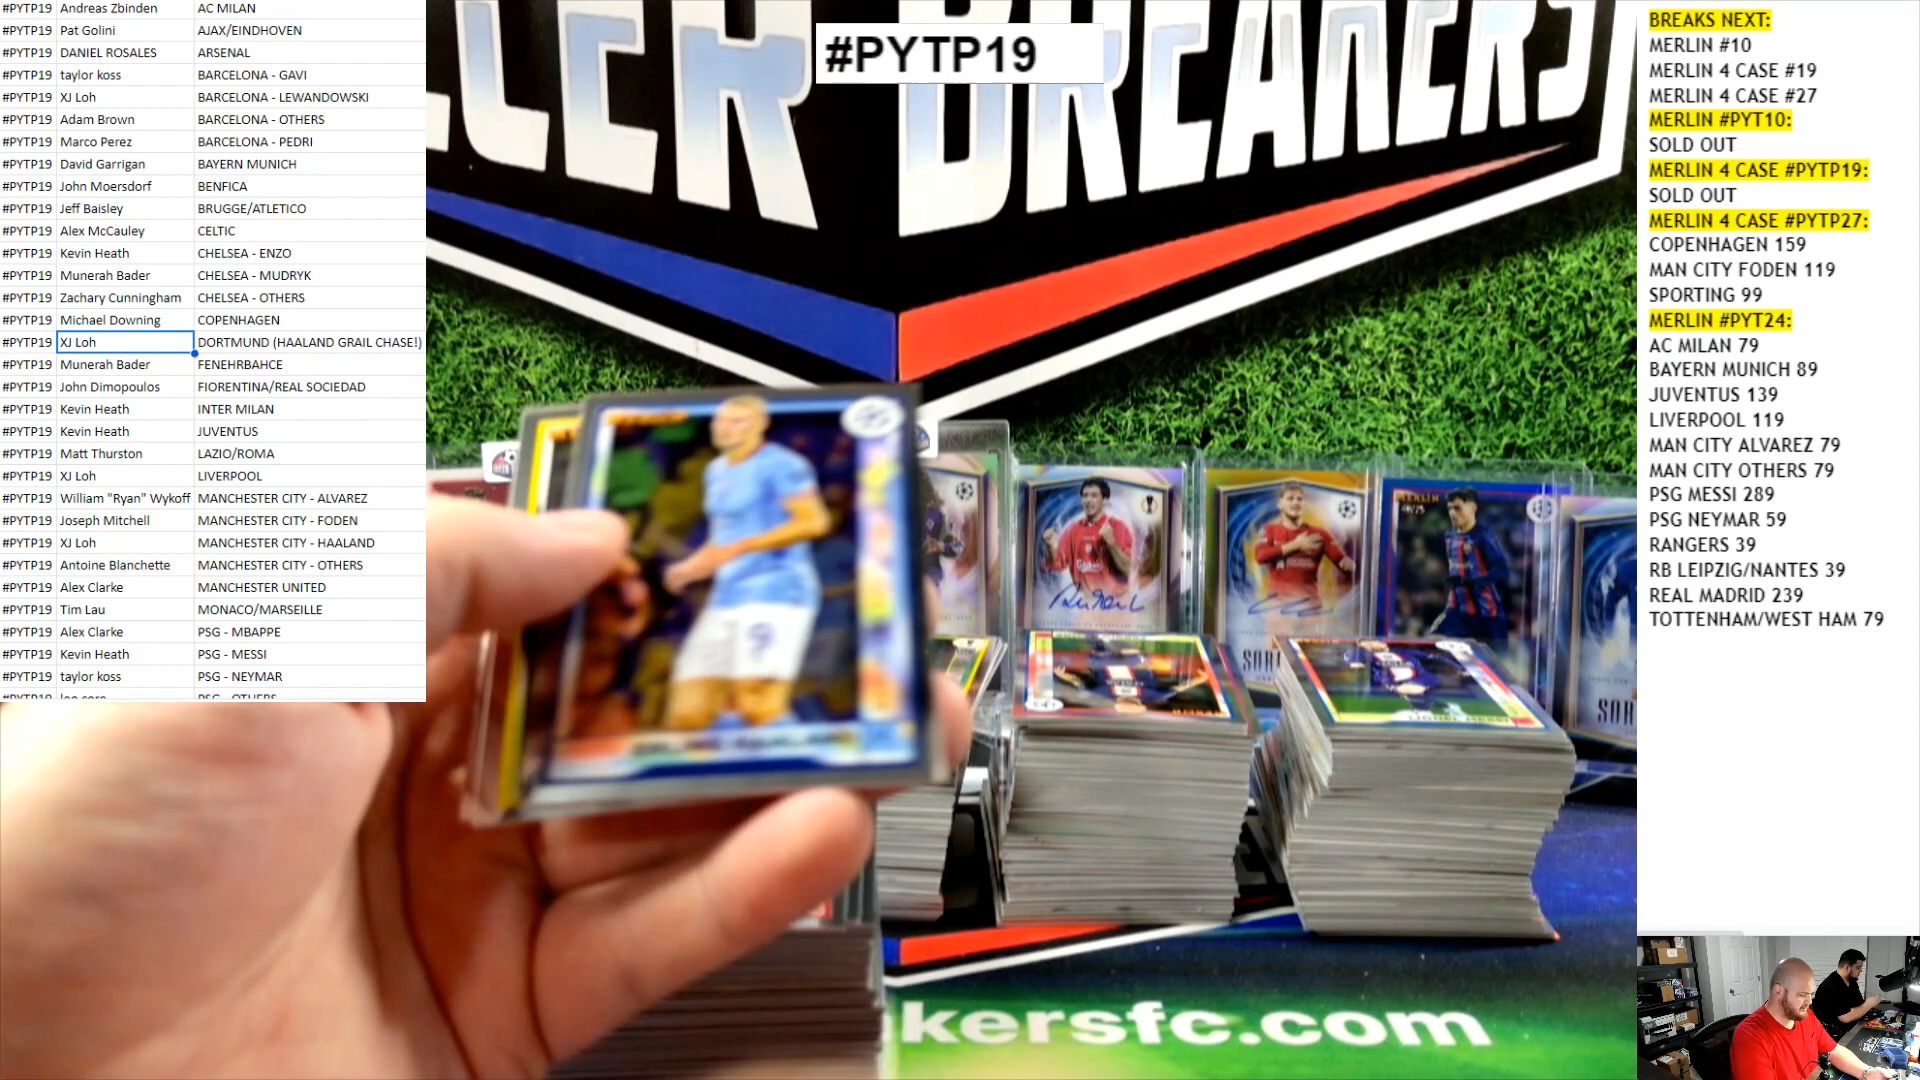 #PYTP19 Andreas Zbinden AC MILAN
#PYTP19 Pat Golini AJAX/EINDHOVEN
#PYTP19 DANIEL ROSALES ARSENAL
#PYTP19 taylor koss BARCELONA - GAVI
#PYTP19 XJ Loh BARCELONA - LEWANDOWSKI
#PYTP19 Adam Brown BARCELONA - OTHERS
#PYTP19 Marco Perez BARCELONA - PEDRI
#PYTP19 David Garrigan BAYERN MUNICH
#PYTP19 John Moersdorf BENFICA
#PYTP19 Jeff Baisley BRUGGE/ATLETICO
#PYTP19 Alex McCauley CELTIC
#PYTP19 Kevin Heath CHELSEA - ENZO
#PYTP19 Munerah Bader CHELSEA - MUDRYK
#PYTP19 Zachary Cunningham CHELSEA - OTHERS
#PYTP19 Michael Downing COPENHAGEN
#PYTP19 XJ Loh DORTMUND (HAALAND GRAIL CHASE!)
#PYTP19 Munerah Bader FENEHRBAHCE
#PYTP19 John Dimopoulos FIORENTINA/REAL SOCIEDAD
#PYTP19 Kevin Heath INTER MILAN
#PYTP19 Kevin Heath JUVENTUS
#PYTP19 Matt Thurston LAZIO/ROMA
#PYTP19 XJ Loh LIVERPOOL
#PYTP19 William "Ryan" Wykoff MANCHESTER CITY - ALVAREZ
#PYTP19 Joseph Mitchell MANCHESTER CITY - FODEN
#PYTP19 XJ Loh MANCHESTER CITY - HAALAND
#PYTP19 Antoine Blanchette MANCHESTER CITY - OTHERS
#PYTP19 Alex Clarke MANCHESTER UNITED
#PYTP19 Tim Lau MONACO/MARSEILLE
#PYTP19 Alex Clarke PSG - MBAPPE
#PYTP19 Kevin Heath PSG - MESSI
#PYTP19 taylor koss PSG - NEYMAR
#PYTP19
CCER BREAKERS
#PYTP19
MERLIN
LIONEL MESSI
9
kersfc.com
BREAKS NEXT:
MERLIN #10
MERLIN 4 CASE #19
MERLIN 4 CASE #27
MERLIN #PYT10:
SOLD OUT
MERLIN 4 CASE #PYTP19:
SOLD OUT
MERLIN 4 CASE #PYTP27:
COPENHAGEN 159
MAN CITY FODEN 119
SPORTING 99
MERLIN #PYT24:
AC MILAN 79
BAYERN MUNICH 89
JUVENTUS 139
LIVERPOOL 119
MAN CITY ALVAREZ 79
MAN CITY OTHERS 79
PSG MESSI 289
PSG NEYMAR 59
RANGERS 39
RB LEIPZIG/NANTES 39
REAL MADRID 239
TOTTENHAM/WEST HAM 79